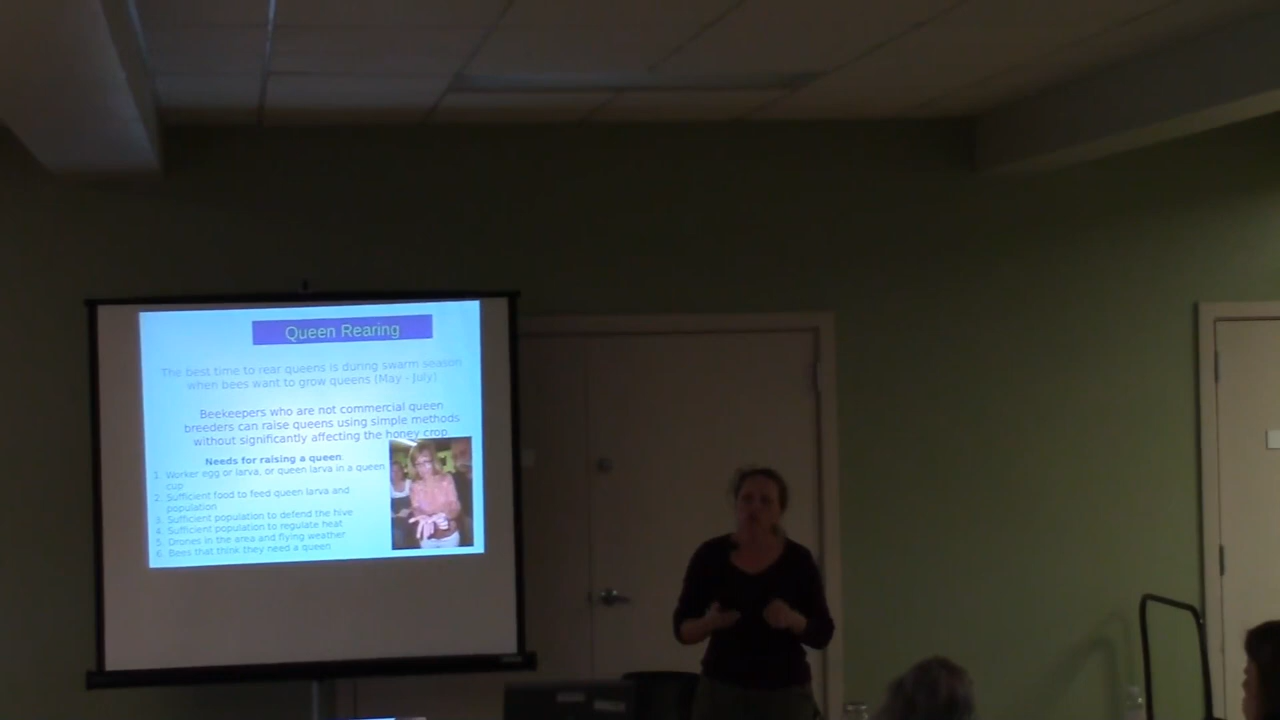 Queen Rearing
The best time to rear queens is during swarm season
when bees want to grow queens (May - July)
Beekeepers who are not commercial queen
breeders can raise queens using simple methods
without significantly affecting the honey crop.
Needs for raising a queen:
1. Worker egg or larva, or queen larva in a queen
cup
2. Sufficient food to feed queen larva and
population
3. Sufficient population to defend the hive
4. Sufficient population to regulate heat
5. Drones in the area and flying weather
6. Bees that think they need a queen